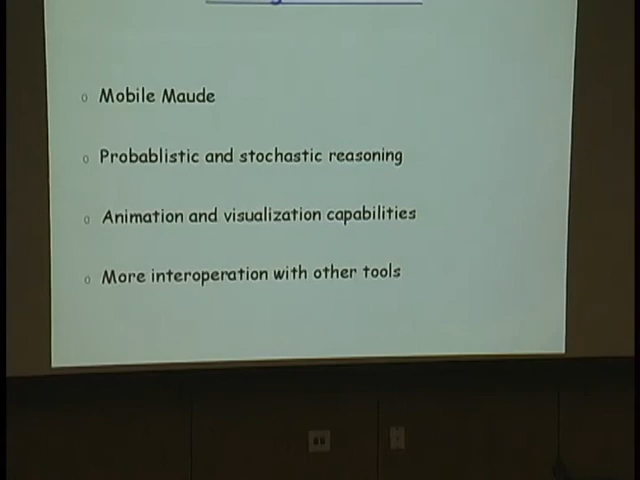 o Mobile Maude
o Probablistic and stochastic reasoning
o Animation and visualization capabilities
o More interoperation with other tools